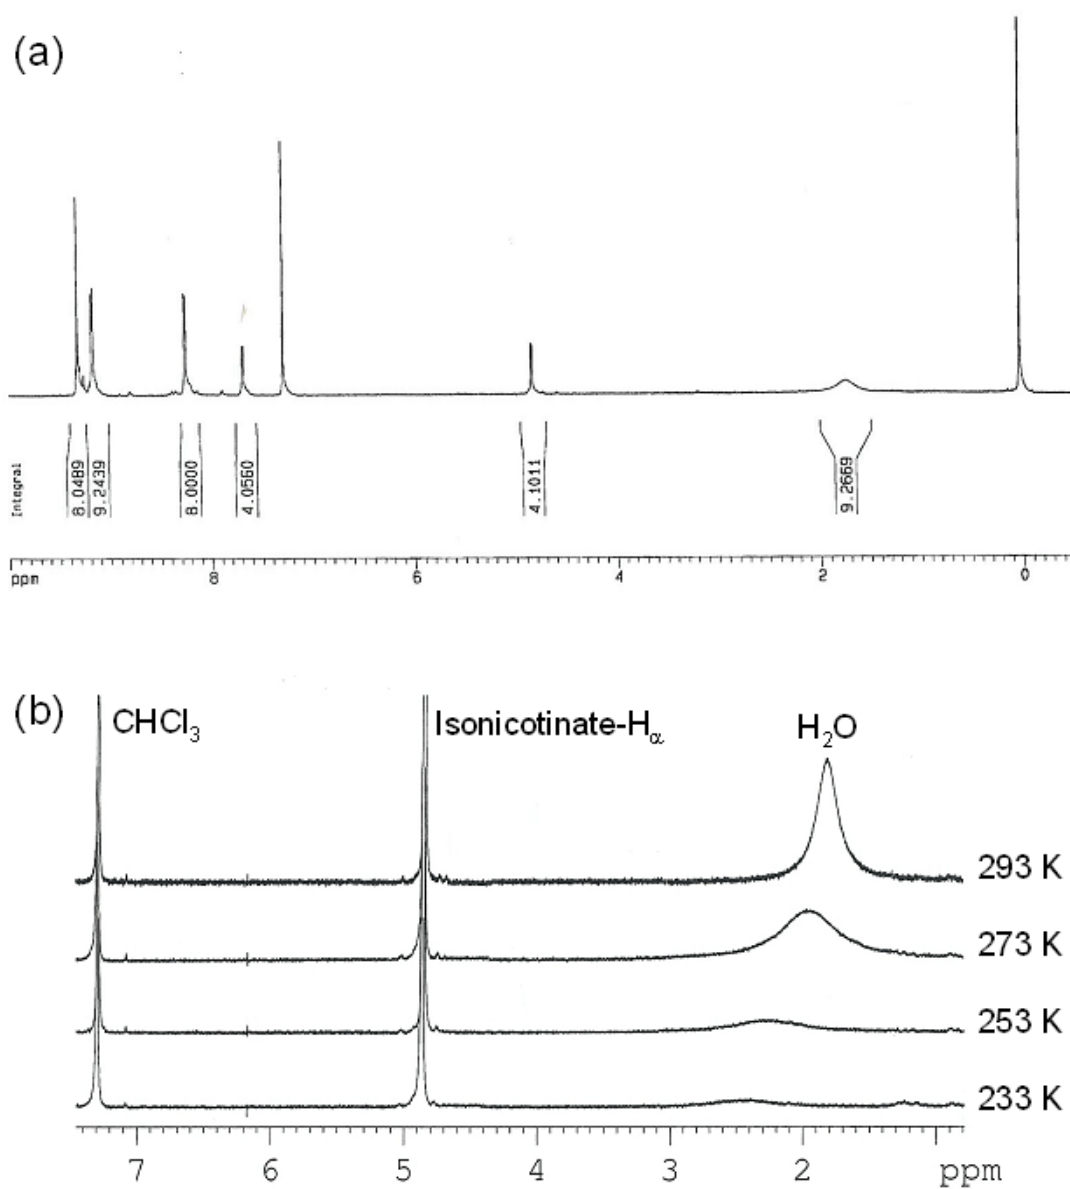 (a)
Integral
8.0489
9.2439
8.0000
4.0560
4.1011
9.2669
ppm
8
6
4
2
0
(b)
CHCl3
Isonicotinate-Hα
H2O
293 K
273 K
253 K
233 K
7
6
5
4
3
2
ppm